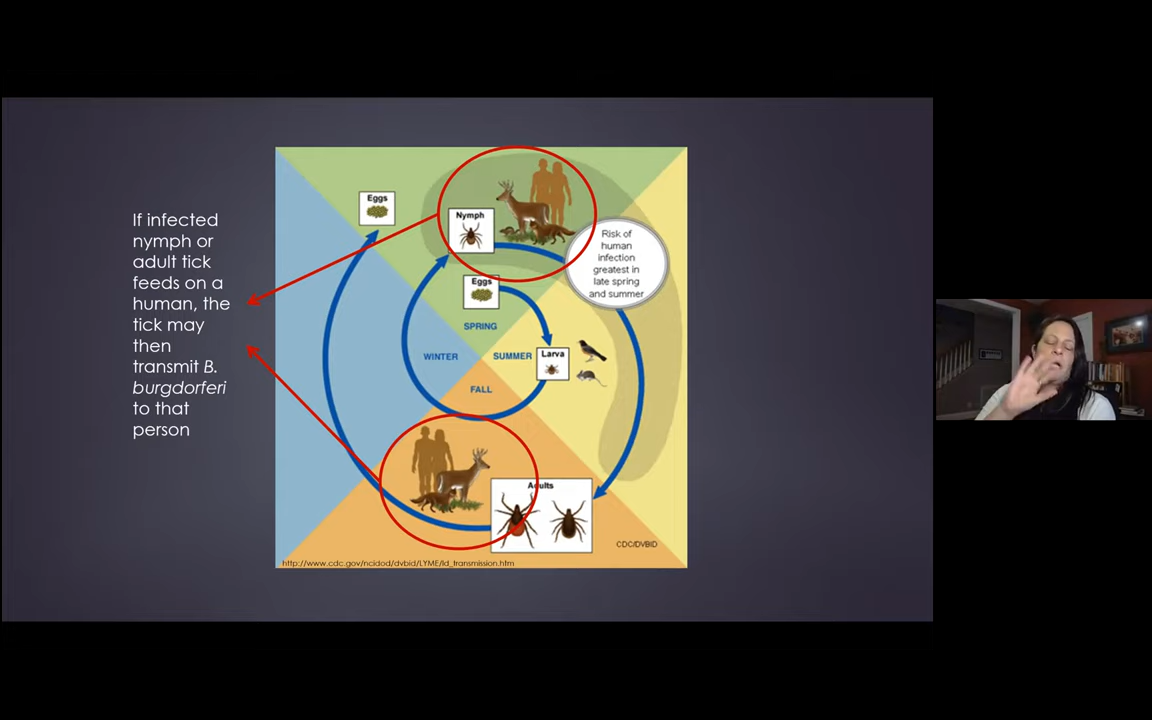 If infected
nymph or
adult tick
feeds on a
human, the
tick may
then
transmit B.
burgdorferi
to that
person
Eggs
Nymph
Risk of
human
infection
greatest in
late spring
and summer
Eggs
SPRING
WINTER
SUMMER
Larva
FALL
Adults
CDC/DVBID
http://www.cdc.gov/ncidod/dvbid/LYME/ld_transmission.htm